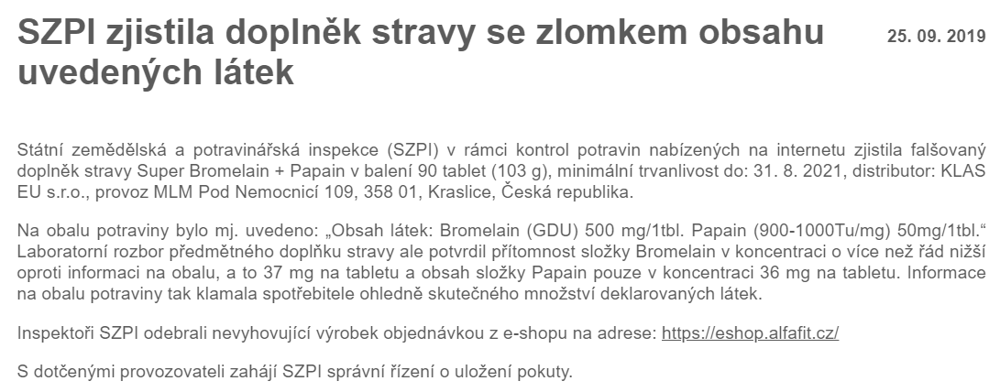 SZPI zjistila doplněk stravy se zlomkem obsahu
uvedených látek
25. 09. 2019
Státní zemědělská a potravinářská inspekce (SZPI) v rámci kontrol potravin nabízených na internetu zjistila falšovaný
doplněk stravy Super Bromelain + Papain v balení 90 tablet (103 g), minimální trvanlivost do: 31. 8. 2021, distributor: KLAS
EU s.r.o., provoz MLM Pod Nemocnicí 109, 358 01, Kraslice, Česká republika.
Na obalu potraviny bylo mj. uvedeno: „Obsah látek: Bromelain (GDU) 500 mg/1tbl. Papain (900-1000Tu/mg) 50mg/1tbl.“
Laboratorní rozbor předmětného doplňku stravy ale potvrdil přítomnost složky Bromelain v koncentraci o více než řád nižší
oproti informaci na obalu, a to 37 mg na tabletu a obsah složky Papain pouze v koncentraci 36 mg na tabletu. Informace
na obalu potraviny tak klamala spotřebitele ohledně skutečného množství deklarovaných látek.
Inspektoři SZPI odebrali nevyhovující výrobek objednávkou z e-shopu na adrese: https://eshop.alfafit.cz/
S dotčenými provozovateli zahájí SZPI správní řízení o uložení pokuty.